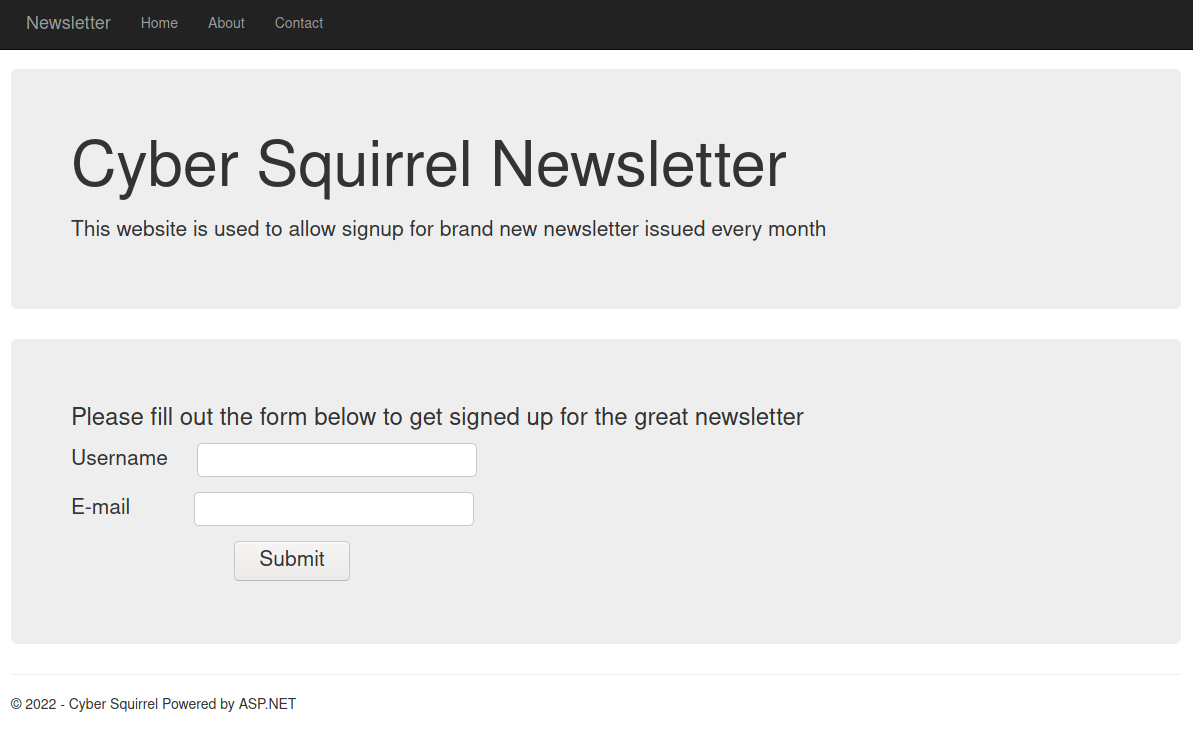 Newsletter Home About Contact
Cyber Squirrel Newsletter
This website is used to allow signup for brand new newsletter issued every month
Please fill out the form below to get signed up for the great newsletter
Username
E-mail
Submit
© 2022 - Cyber Squirrel Powered by ASP.NET